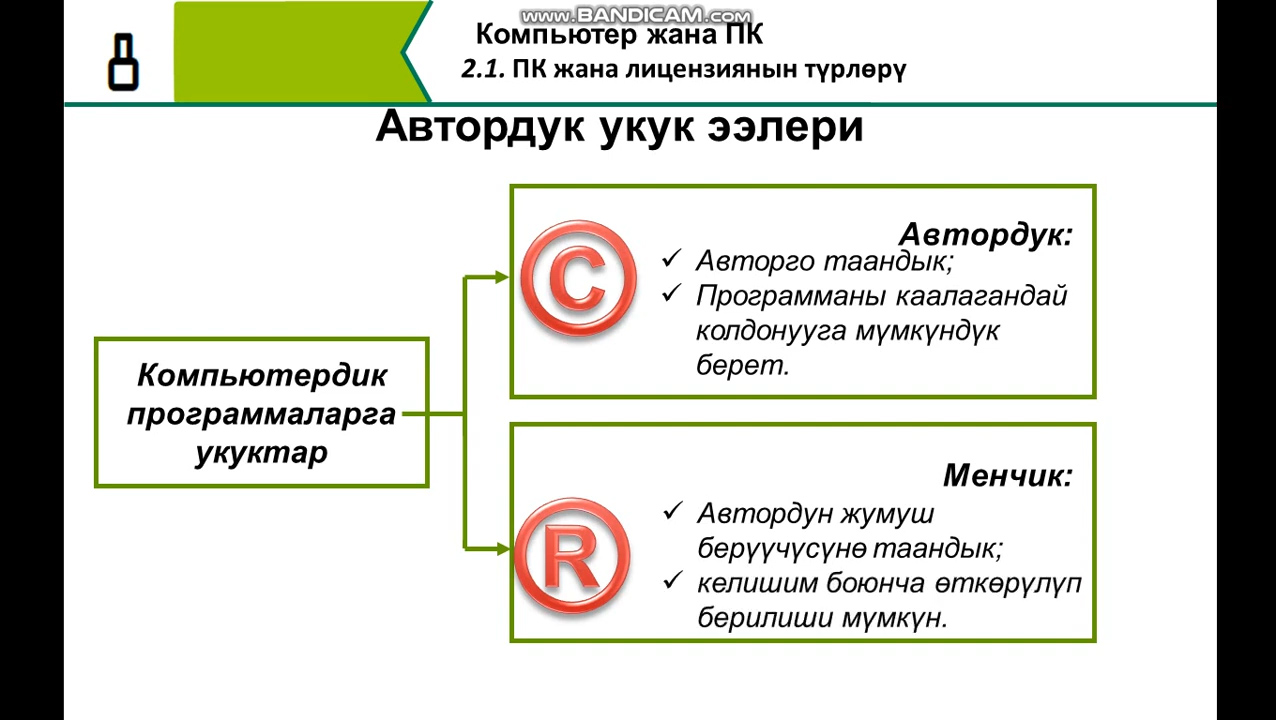 www.BANDICAM.com
Компьютер жана ПК
2.1. ПК жана лицензиянын түрлөрү
Автордук укук ээлери
Компьютердик
программаларга
укуктар
C
Автордук:
✓ Авторго таандык;
✓ Программаны каалагандай
колдонууга мүмкүндүк
берет.
R
Менчик:
✓ Автордун жумуш
берүүчүсүнө таандык;
✓ келишим боюнча өткөрүлүп
берилиши мүмкүн.